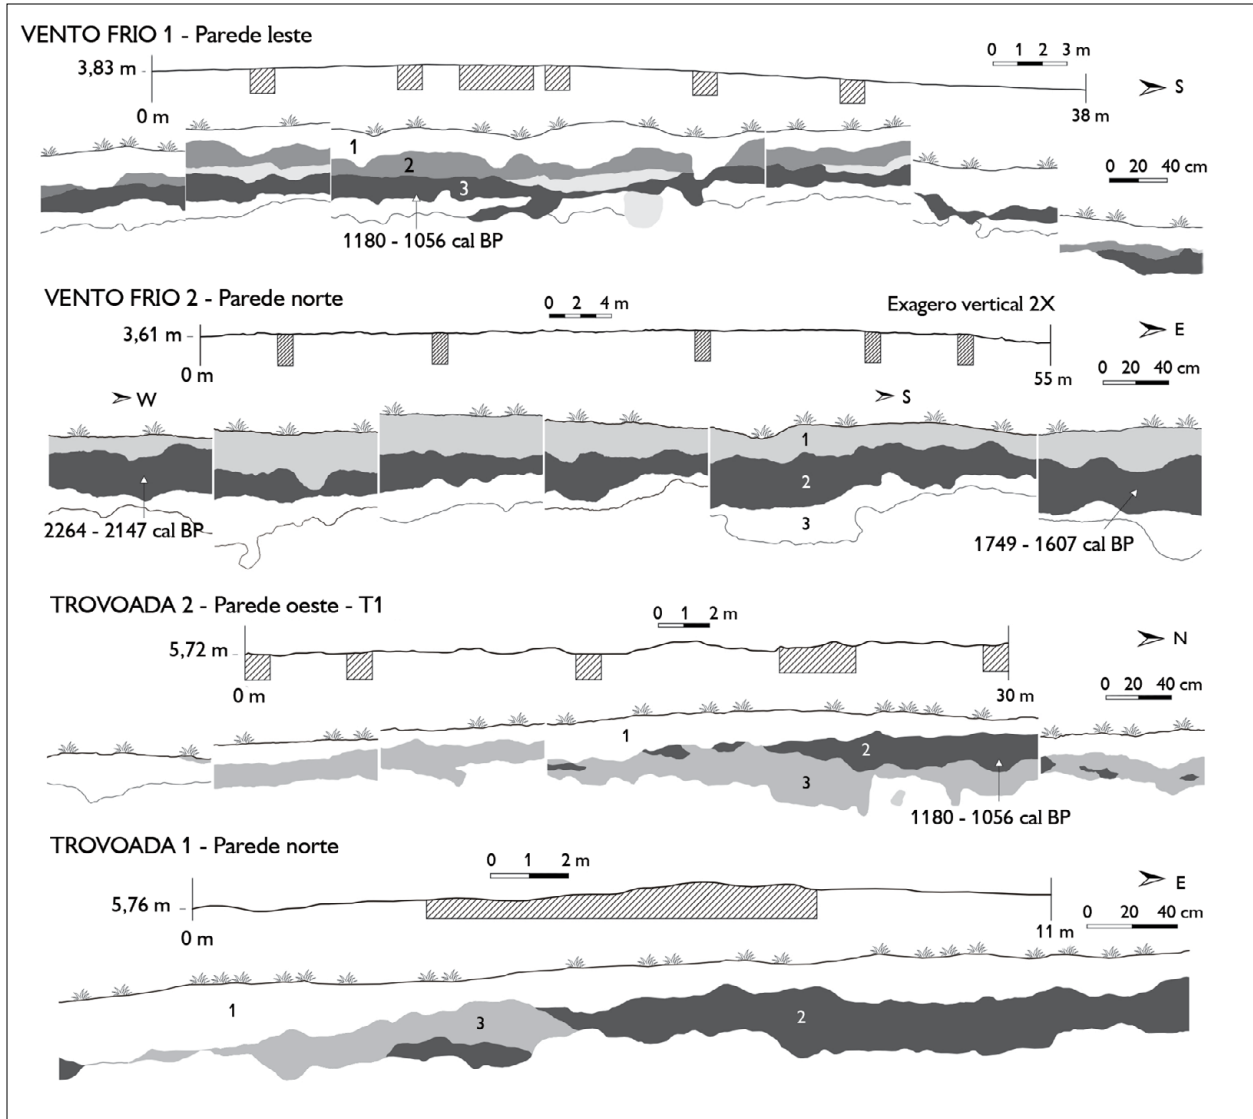 VENTO FRIO 1 - Parede leste
0 1 2 3 m
3,83 m
S
0 m
38 m
1
2
3
0 20 40 cm
1180 - 1056 cal BP
VENTO FRIO 2 - Parede norte
0 2 4 m
Exagero vertical 2X
3,61 m
E
0 m
55 m
0 20 40 cm
W
S
1
2
3
2264 - 2147 cal BP
1749 - 1607 cal BP
TROVOADA 2 - Parede oeste - T1
0 1 2 m
5,72 m
N
0 m
30 m
0 20 40 cm
1
2
3
1180 - 1056 cal BP
TROVOADA 1 - Parede norte
0 1 2 m
E
5,76 m
0 20 40 cm
0 m
11 m
1
3
2